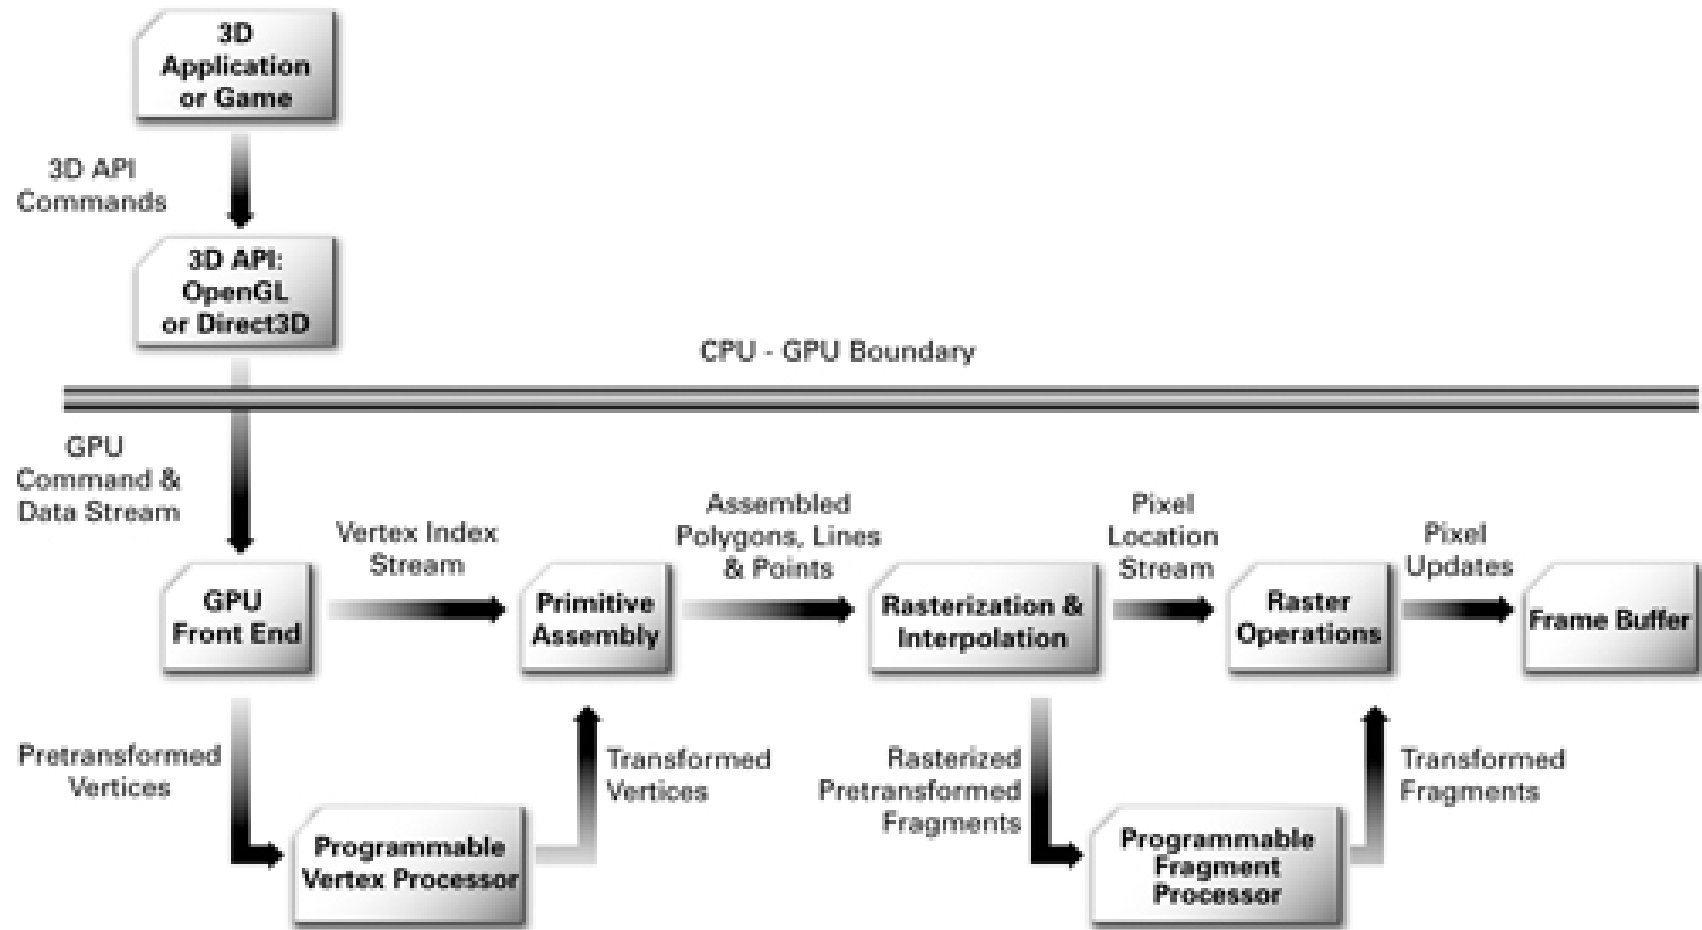 3D
Application
or Game
3D API
Commands
3D API:
OpenGL
or Direct3D
CPU - GPU Boundary
GPU
Command &
Data Stream
Vertex Index
Stream
Assembled
Polygons, Lines
& Points
Pixel
Location
Stream
Pixel
Updates
GPU
Front End
Primitive
Assembly
Rasterization &
Interpolation
Raster
Operations
Frame Buffer
Pretransformed
Vertices
Transformed
Vertices
Rasterized
Pretransformed
Fragments
Transformed
Fragments
Programmable
Vertex Processor
Programmable
Fragment
Processor